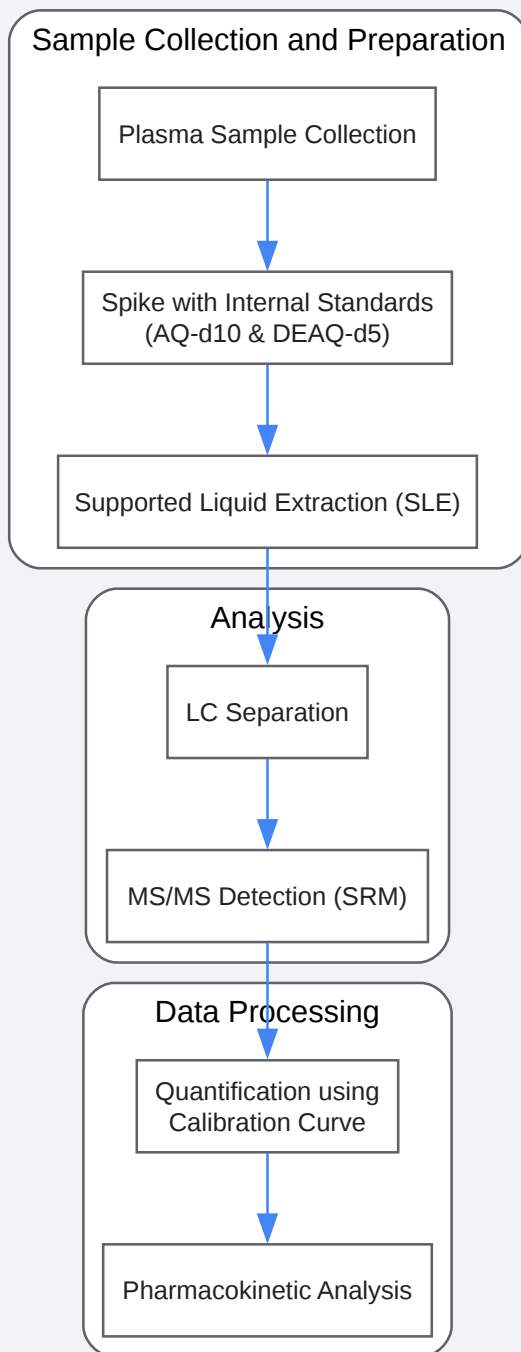 Sample Collection and Preparation
Plasma Sample Collection
Spike with Internal Standards
(AQ-d10 & DEAQ-d5)
Supported Liquid Extraction (SLE)
Analysis
LC Separation
MS/MS Detection (SRM)
Data Processing
Quantification using
Calibration Curve
Pharmacokinetic Analysis